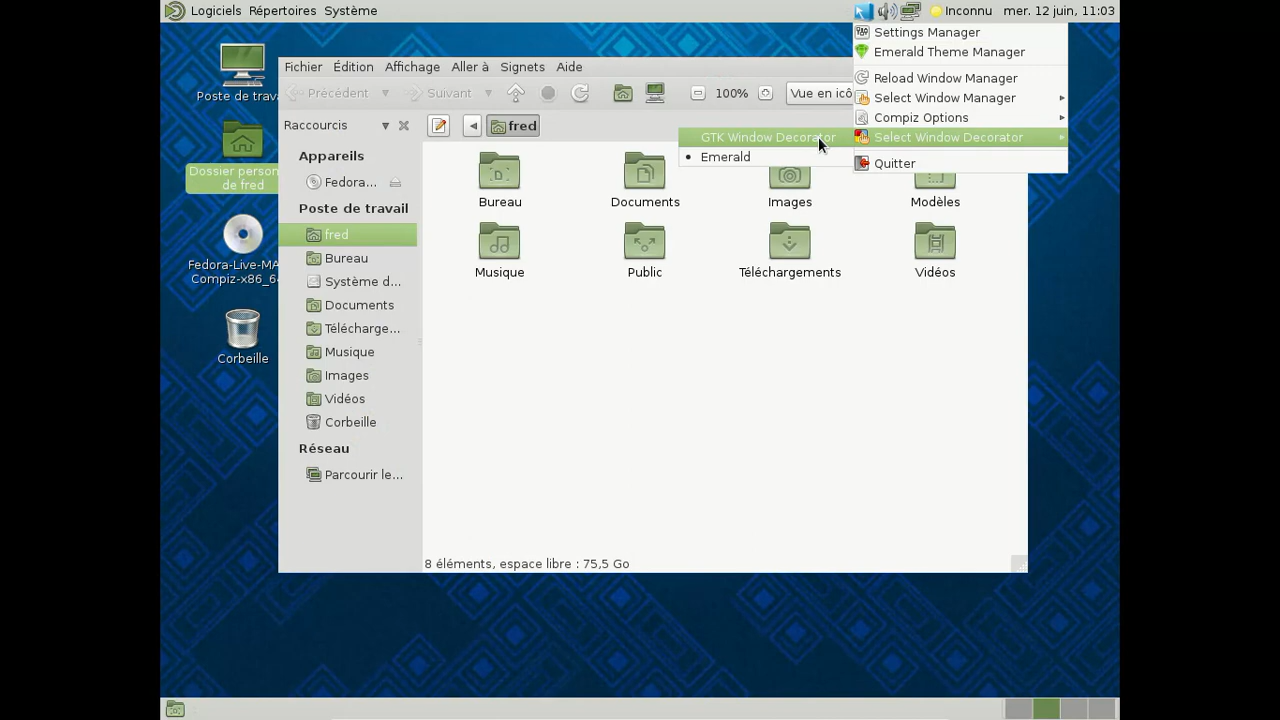 Logiciels Répertoires Système
Inconnu mer. 12 juin, 11:03
Settings Manager
Emerald Theme Manager
Reload Window Manager
Select Window Manager
Compiz Options
Select Window Decorator
Quitter
GTK Window Decorator
Emerald
Poste de trava
Dossier person
de fred
Fedora-Live-MA
Compiz-x86_64
Corbeille
Fichier Édition Affichage Aller à Signets Aide
Précédent Suivant 100% Vue en icô
Raccourcis fred
Appareils
Fedora...
Poste de travail
fred
Bureau
Système d...
Documents
Télécharge...
Musique
Images
Vidéos
Corbeille
Réseau
Parcourir le...
Bureau Documents Images Modèles
Musique Public Téléchargements Vidéos
8 éléments, espace libre : 75,5 Go